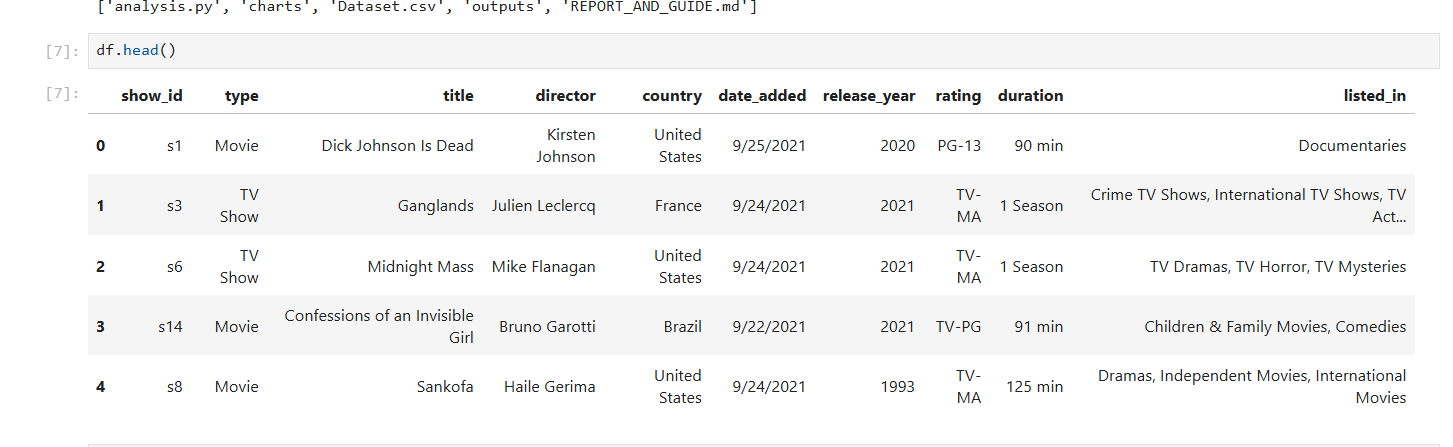 ['analysis.py', 'charts', 'Dataset.csv', 'outputs', 'REPORT_AND_GUIDE.md']
[7]: df.head()
[7]:
show_id type title director country date_added release_year rating duration listed_in
0 s1 Movie Dick Johnson Is Dead Kirsten Johnson United States 9/25/2021 2020 PG-13 90 min Documentaries
1 s3 TV Show Ganglands Julien Leclercq France 9/24/2021 2021 TV-MA 1 Season Crime TV Shows, International TV Shows, TV Act...
2 s6 TV Show Midnight Mass Mike Flanagan United States 9/24/2021 2021 TV-MA 1 Season TV Dramas, TV Horror, TV Mysteries
3 s14 Movie Confessions of an Invisible Girl Bruno Garotti Brazil 9/22/2021 2021 TV-PG 91 min Children & Family Movies, Comedies
4 s8 Movie Sankofa Haile Gerima United States 9/24/2021 1993 TV-MA 125 min Dramas, Independent Movies, International Movies